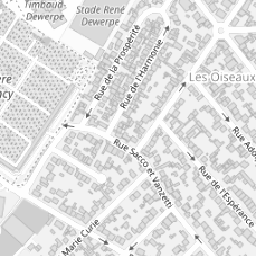 Timbaud
Dewerpe
Stade René
Dewerpe
Rue de la Prospérité
Rue de l'Harmonie
Les Oiseaux
Rue Sacco et Vanzetti
Rue de l'Espérance
Marie Curie